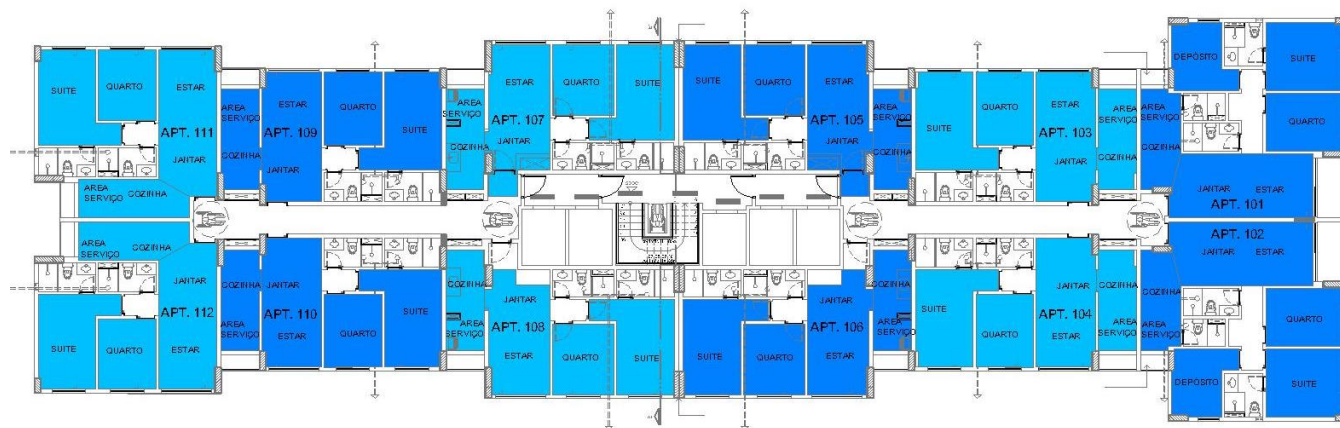 SUITE
QUARTO
ESTAR
APT. 111
JANTAR
AREA
SERVIÇO
COZINHA
AREA
SERVIÇO
COZINHA
ESTAR
APT. 109
JANTAR
QUARTO
SUITE
AREA
SERVIÇO
ESTAR
APT. 107
JANTAR
QUARTO
SUITE
SUITE
QUARTO
ESTAR
APT. 105
JANTAR
AREA
SERVIÇO
COZINHA
SUITE
QUARTO
ESTAR
APT. 103
JANTAR
AREA
SERVIÇO
COZINHA
AREA
SERVIÇO
COZINHA
DEPOSITO
SUITE
QUARTO
JANTAR ESTAR
APT. 101
APT. 102
JANTAR ESTAR
AREA
SERVIÇO
COZINHA
JANTAR
APT. 112
SUITE
QUARTO
ESTAR
COZINHA
AREA
SERVIÇO
JANTAR
APT. 110
ESTAR
QUARTO
SUITE
COZINHA
AREA
SERVIÇO
JANTAR
APT. 108
ESTAR
QUARTO
SUITE
SUITE
QUARTO
JANTAR
APT. 106
ESTAR
COZINHA
AREA
SERVIÇO
SUITE
QUARTO
JANTAR
APT. 104
ESTAR
COZINHA
AREA
SERVIÇO
COZINHA
AREA
SERVIÇO
QUARTO
DEPOSITO
SUITE